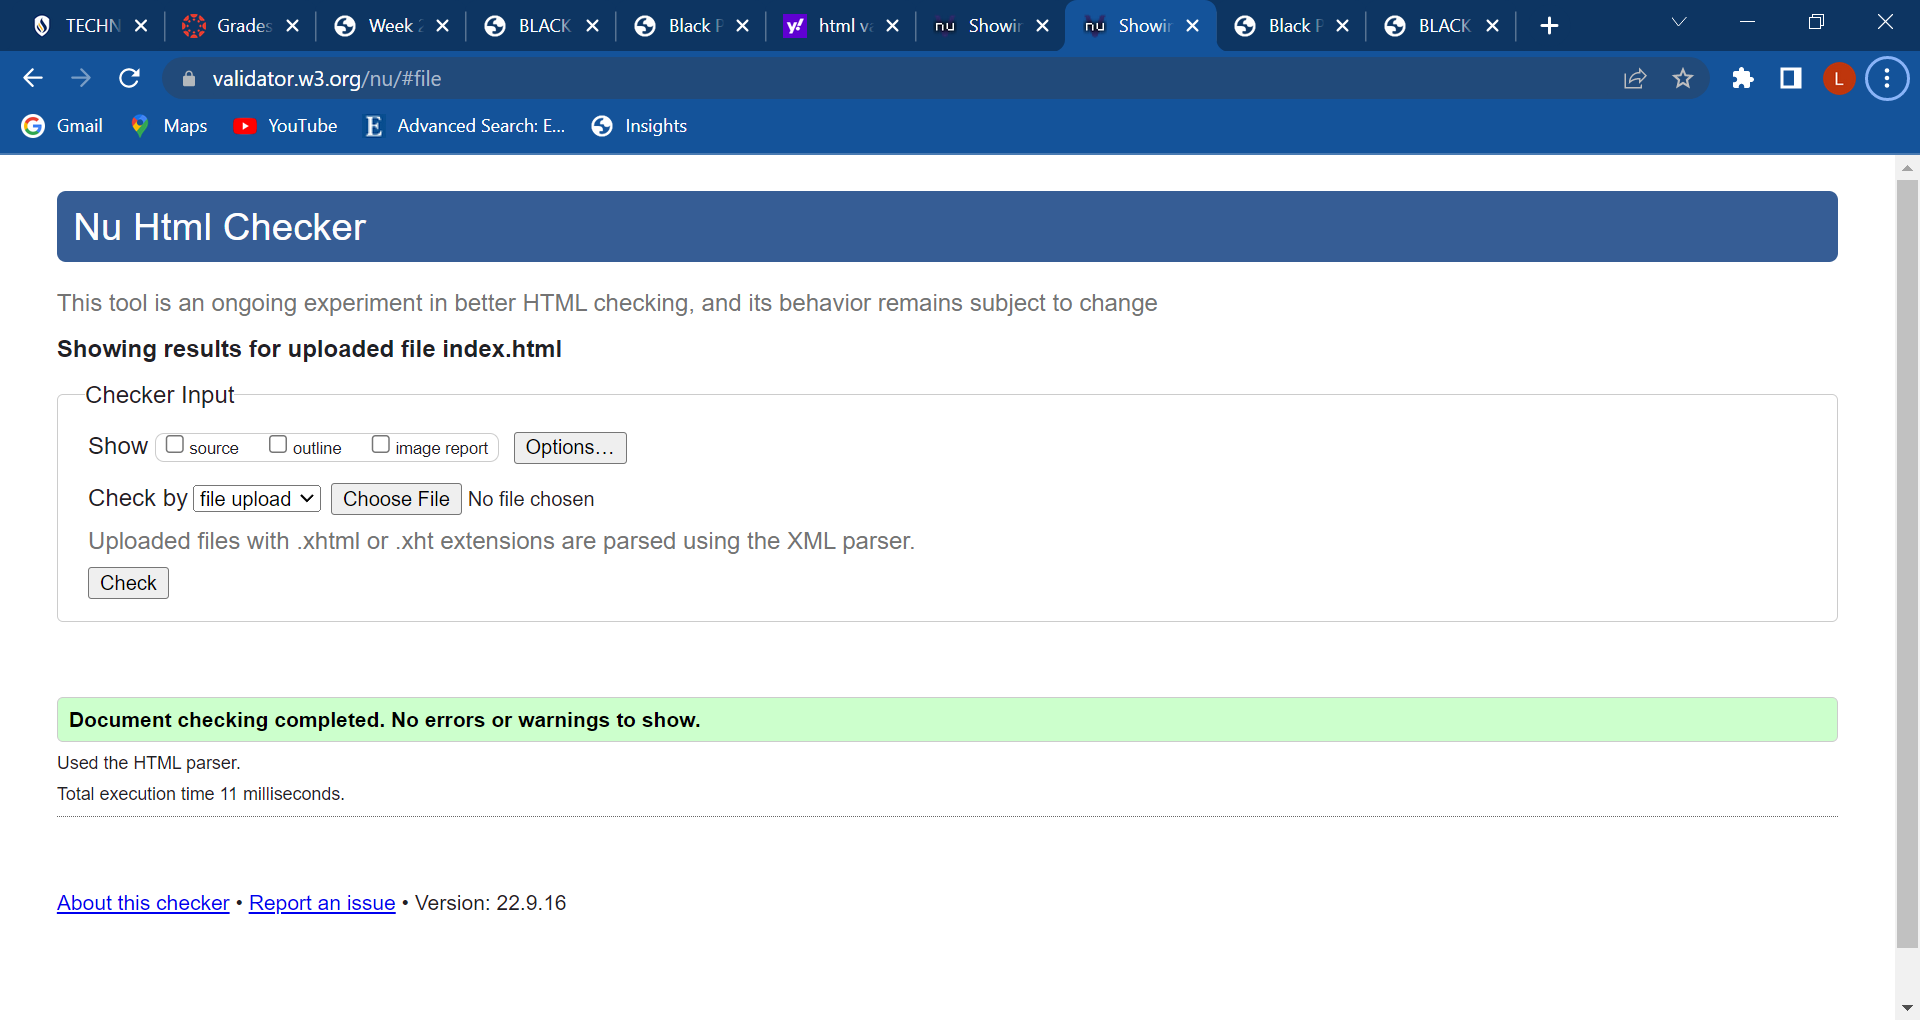 TECHN Grades Week BLACK Black P html va Showin Showin Black P BLACK
validator.w3.org/nu/#file L
Gmail Maps YouTube Advanced Search: E... Insights
Nu Html Checker
This tool is an ongoing experiment in better HTML checking, and its behavior remains subject to change
Showing results for uploaded file index.html
Checker Input
Show source outline image report Options...
Check by file upload Choose File No file chosen
Uploaded files with .xhtml or .xht extensions are parsed using the XML parser.
Check
Document checking completed. No errors or warnings to show.
Used the HTML parser.
Total execution time 11 milliseconds.
About this checker • Report an issue • Version: 22.9.16